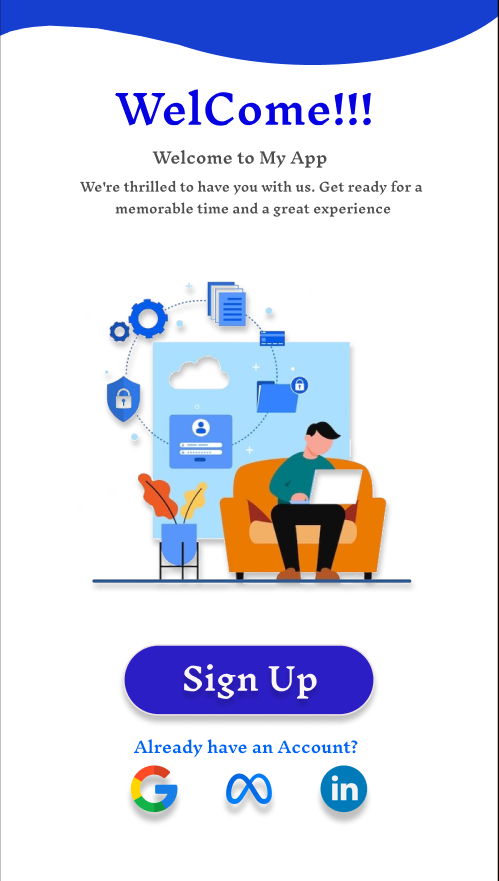 WelCome!!!
Welcome to My App
We're thrilled to have you with us. Get ready for a
memorable time and a great experience
Sign Up
Already have an Account?
in